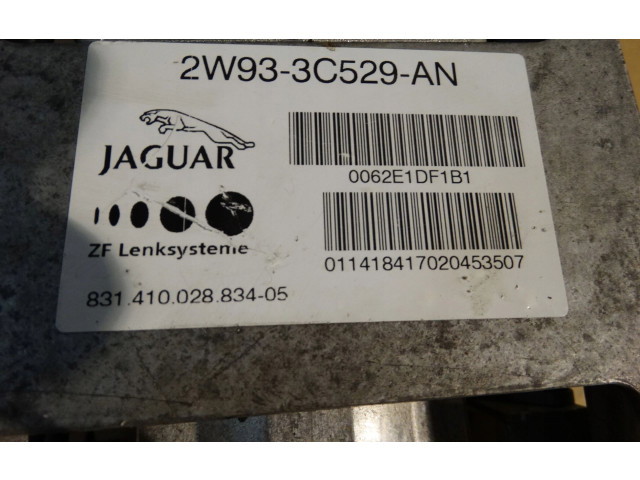 2W93-3C529-AN
JAGUAR
0062E1DF1B1
ZF Lenksysteme
011418417020453507
831.410.028.834-05